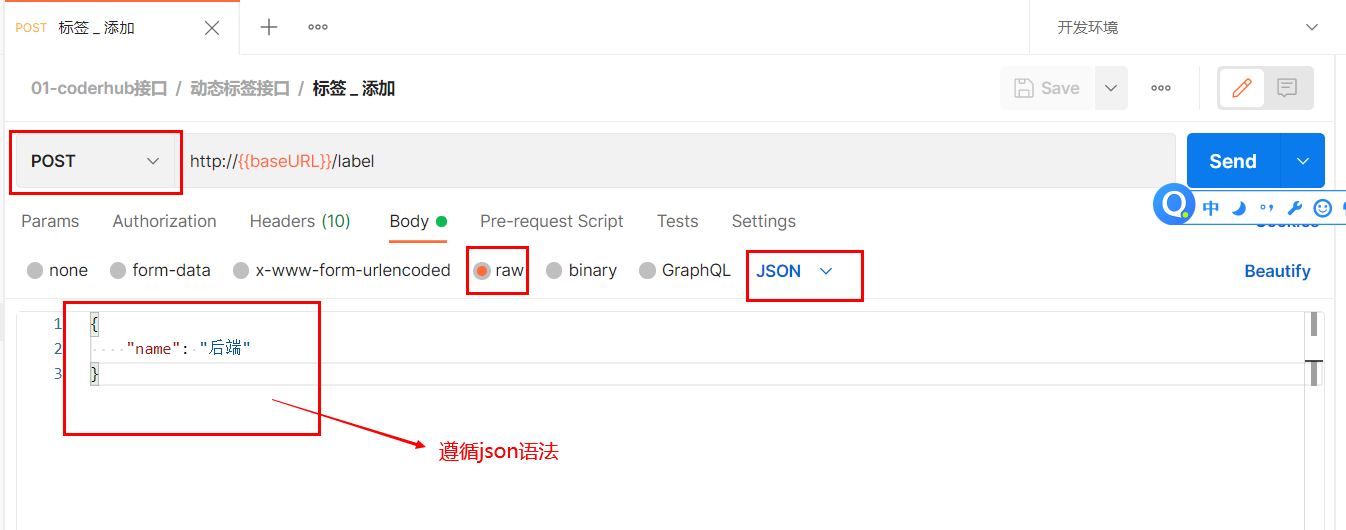 POST 标签 _ 添加
开发环境
01-coderhub接口 / 动态标签接口 / 标签 _ 添加
Save
POST http://{{baseURL}}/label Send
中
Params Authorization Headers (10) Body Pre-request Script Tests Settings Cookies
none form-data x-www-form-urlencoded raw binary GraphQL JSON Beautify
1 {
2 "name": "后端"
3 }
遵循json语法